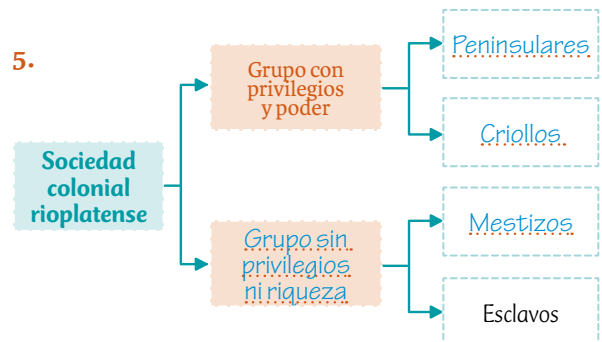 5.
Sociedad
colonial
rioplatense
Grupo con
privilegios
y poder
Peninsulares
Criollos
Grupo sin
privilegios
ni riqueza
Mestizos
Esclavos